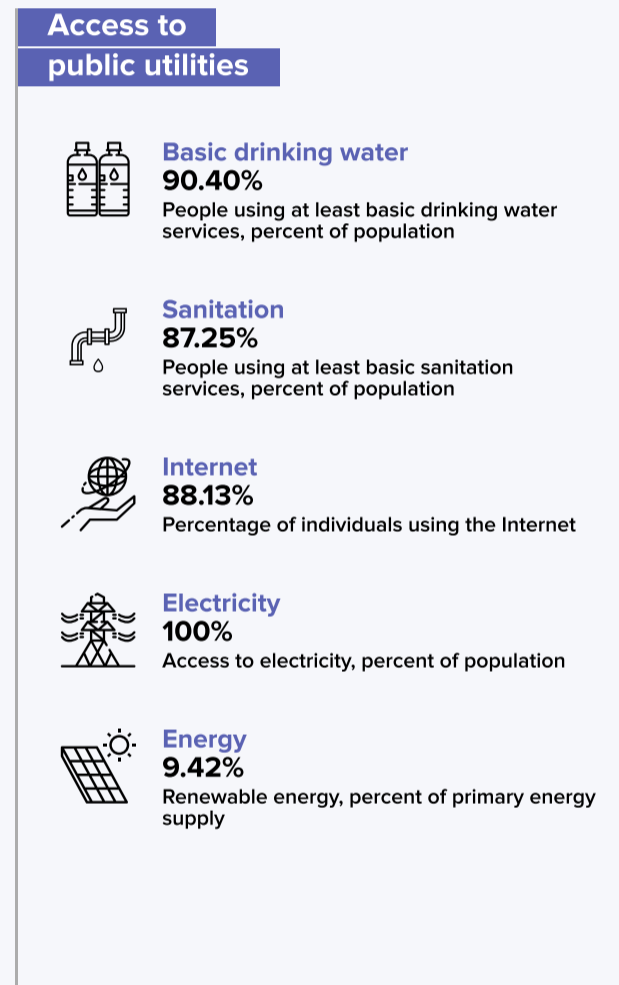 Access to
public utilities
Basic drinking water
90.40%
People using at least basic drinking water
services, percent of population
Sanitation
87.25%
People using at least basic sanitation
services, percent of population
Internet
88.13%
Percentage of individuals using the Internet
Electricity
100%
Access to electricity, percent of population
Energy
9.42%
Renewable energy, percent of primary energy
supply